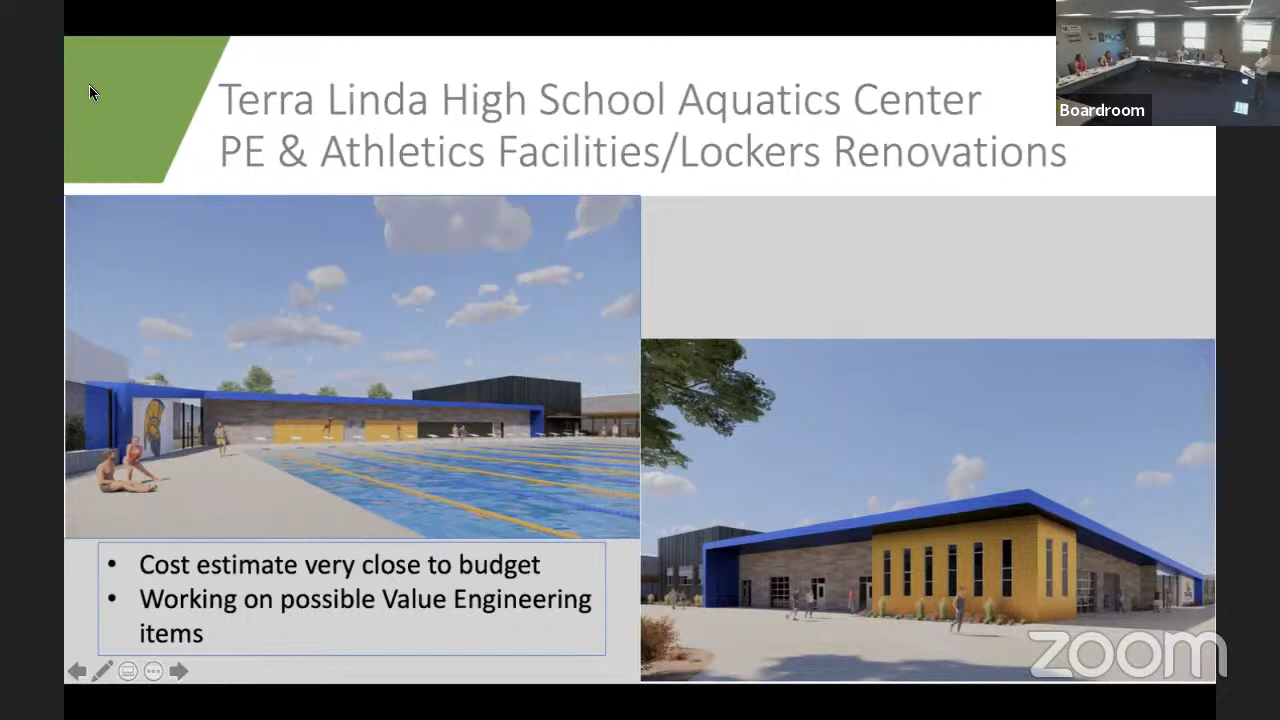 Terra Linda High School Aquatics Center
PE & Athletics Facilities/Lockers Renovations
Boardroom
• Cost estimate very close to budget
• Working on possible Value Engineering
items
zoom